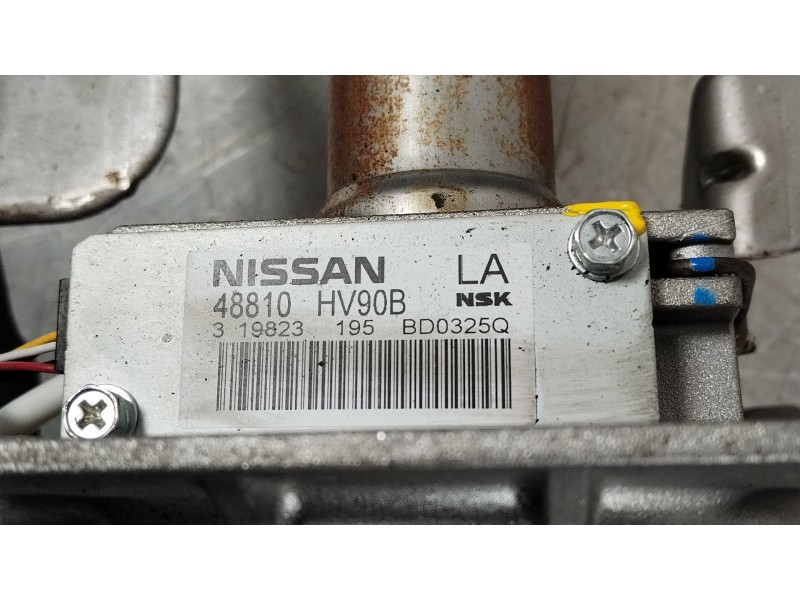 NISSAN LA
48810 HV90B NSK
3 19823 195 BD0325Q